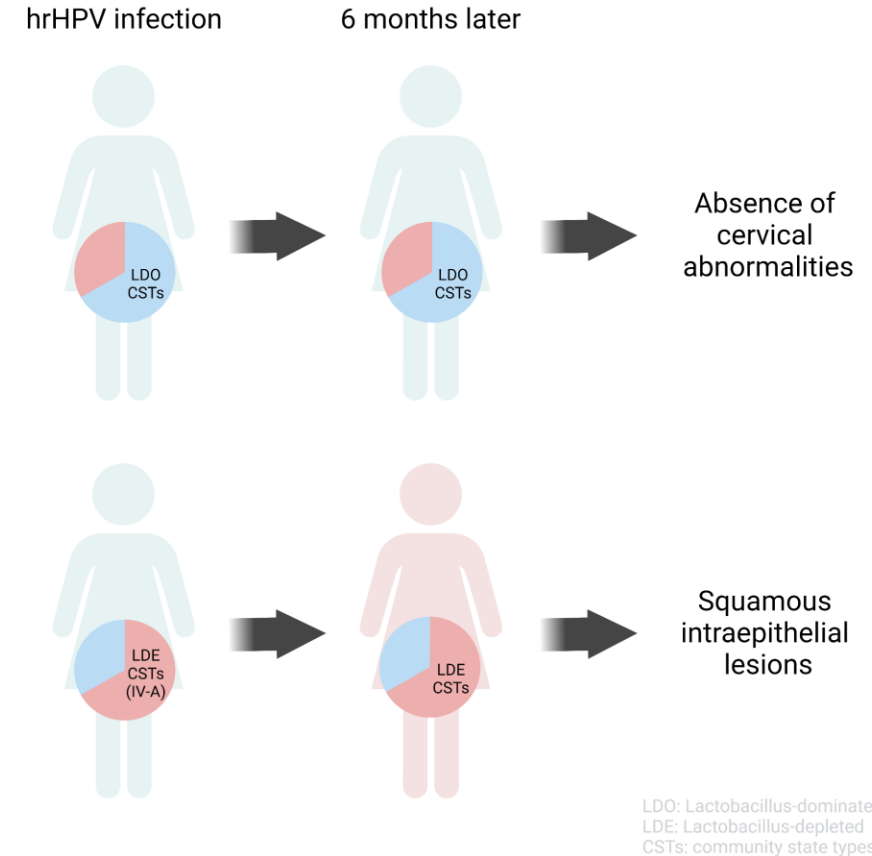 hrHPV infection
6 months later
LDO
CSTs
LDO
CSTs
Absence of
cervical
abnormalities
LDE
CSTs
(IV-A)
LDE
CSTs
Squamous
intraepithelial
lesions
LDO: Lactobacillus-dominate
LDE: Lactobacillus-depleted
CSTs: community state types